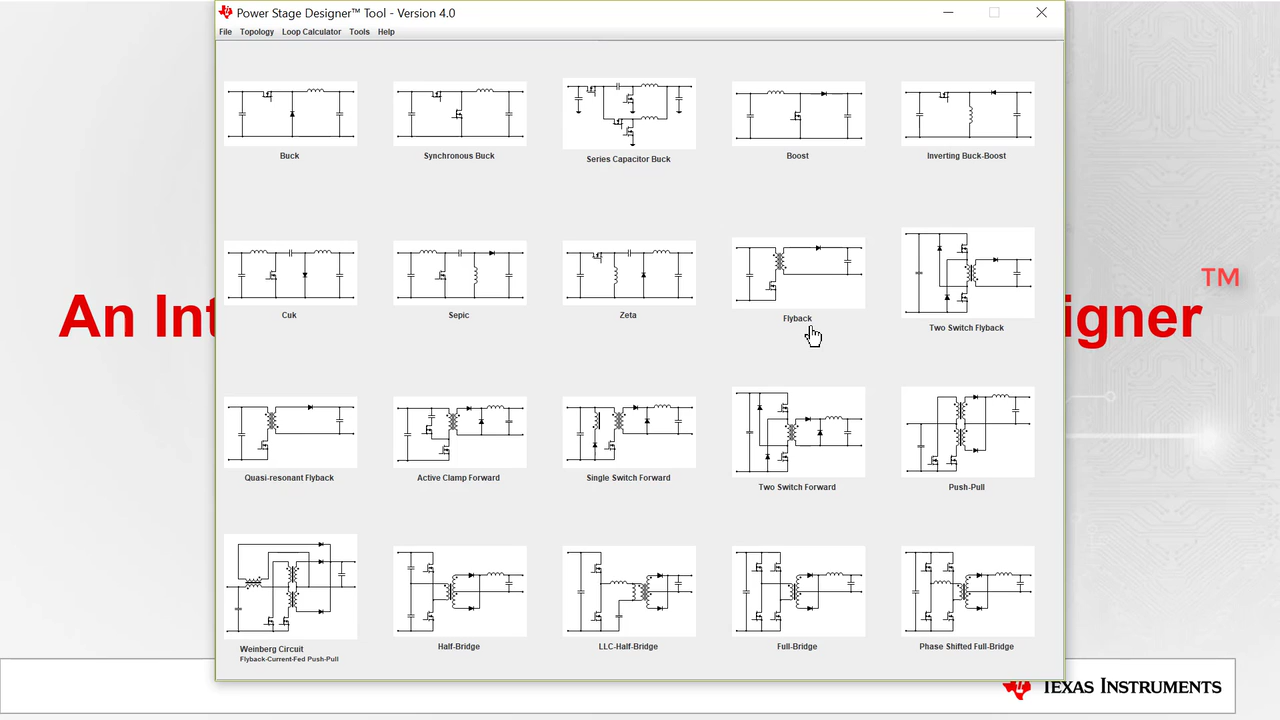 Power Stage Designer™ Tool - Version 4.0
File Topology Loop Calculator Tools Help
Buck
Synchronous Buck
Series Capacitor Buck
Boost
Inverting Buck-Boost
Cuk
Sepic
Zeta
Flyback
Two Switch Flyback
An Int
igner™
Quasi-resonant Flyback
Active Clamp Forward
Single Switch Forward
Two Switch Forward
Push-Pull
Weinberg Circuit
Flyback-Current-Fed Push-Pull
Half-Bridge
LLC-Half-Bridge
Full-Bridge
Phase Shifted Full-Bridge
TEXAS INSTRUMENTS